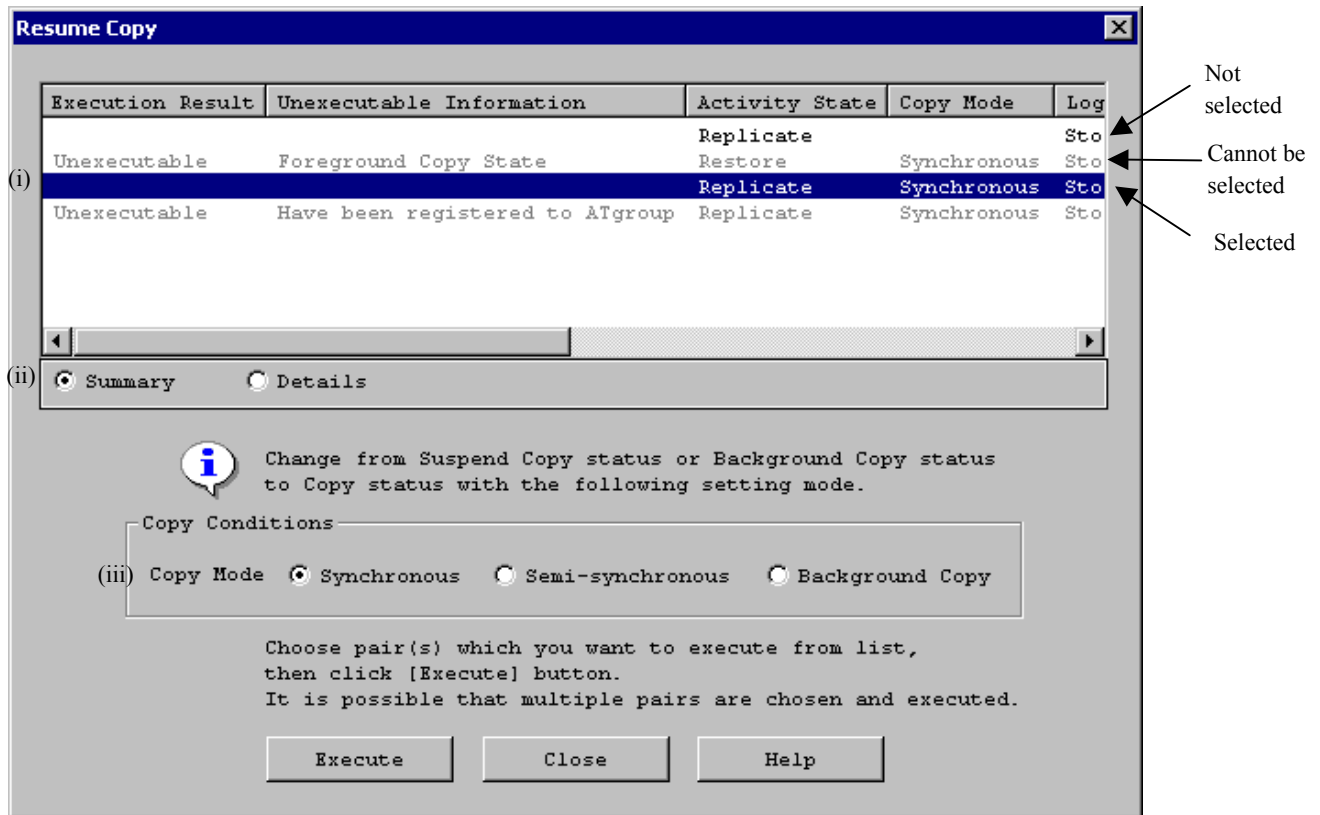 Resume Copy
Execution Result Unexecutable Information Activity State Copy Mode Log
Replicate Sto
Unexecutable Foreground Copy State Restore Synchronous Sto
(i)
Replicate Synchronous Sto
Unexecutable Have been registered to ATgroup Replicate Synchronous Sto
Not
selected
Cannot be
selected
Selected
(ii) Summary Details
Change from Suspend Copy status or Background Copy status
to Copy status with the following setting mode.
Copy Conditions
(iii) Copy Mode Synchronous Semi-synchronous Background Copy
Choose pair(s) which you want to execute from list,
then click [Execute] button.
It is possible that multiple pairs are chosen and executed.
Execute Close Help